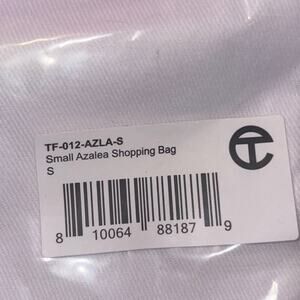 TF-012-AZLA-S
Small Azalea Shopping Bag
S
8 10064 88187 9